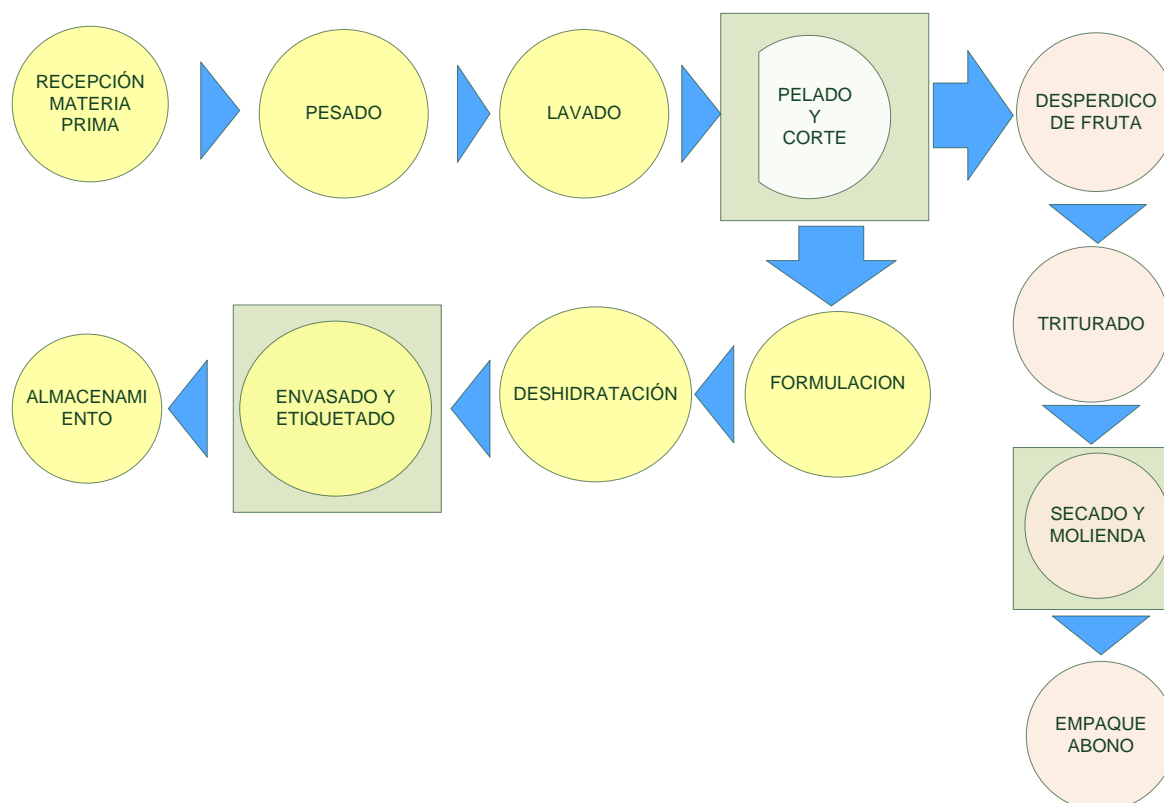 RECEPCIÓN
MATERIA
PRIMA
PESADO
LAVADO
PELADO
Y
CORTE
DESPERDICO
DE FRUTA
TRITURADO
ALMACENAMI
ENTO
ENVASADO Y
ETIQUETADO
DESHIDRATACIÓN
FORMULACION
SECADO Y
MOLIENDA
EMPAQUE
ABONO